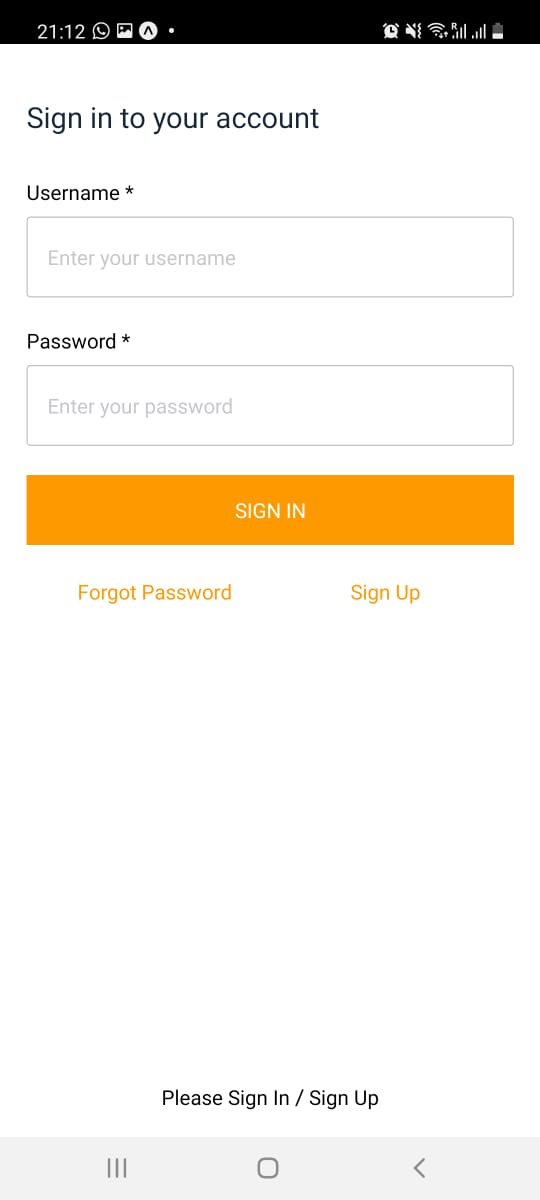 21:12
Sign in to your account
Username *
Enter your username
Password *
Enter your password
SIGN IN
Forgot Password Sign Up
Please Sign In / Sign Up